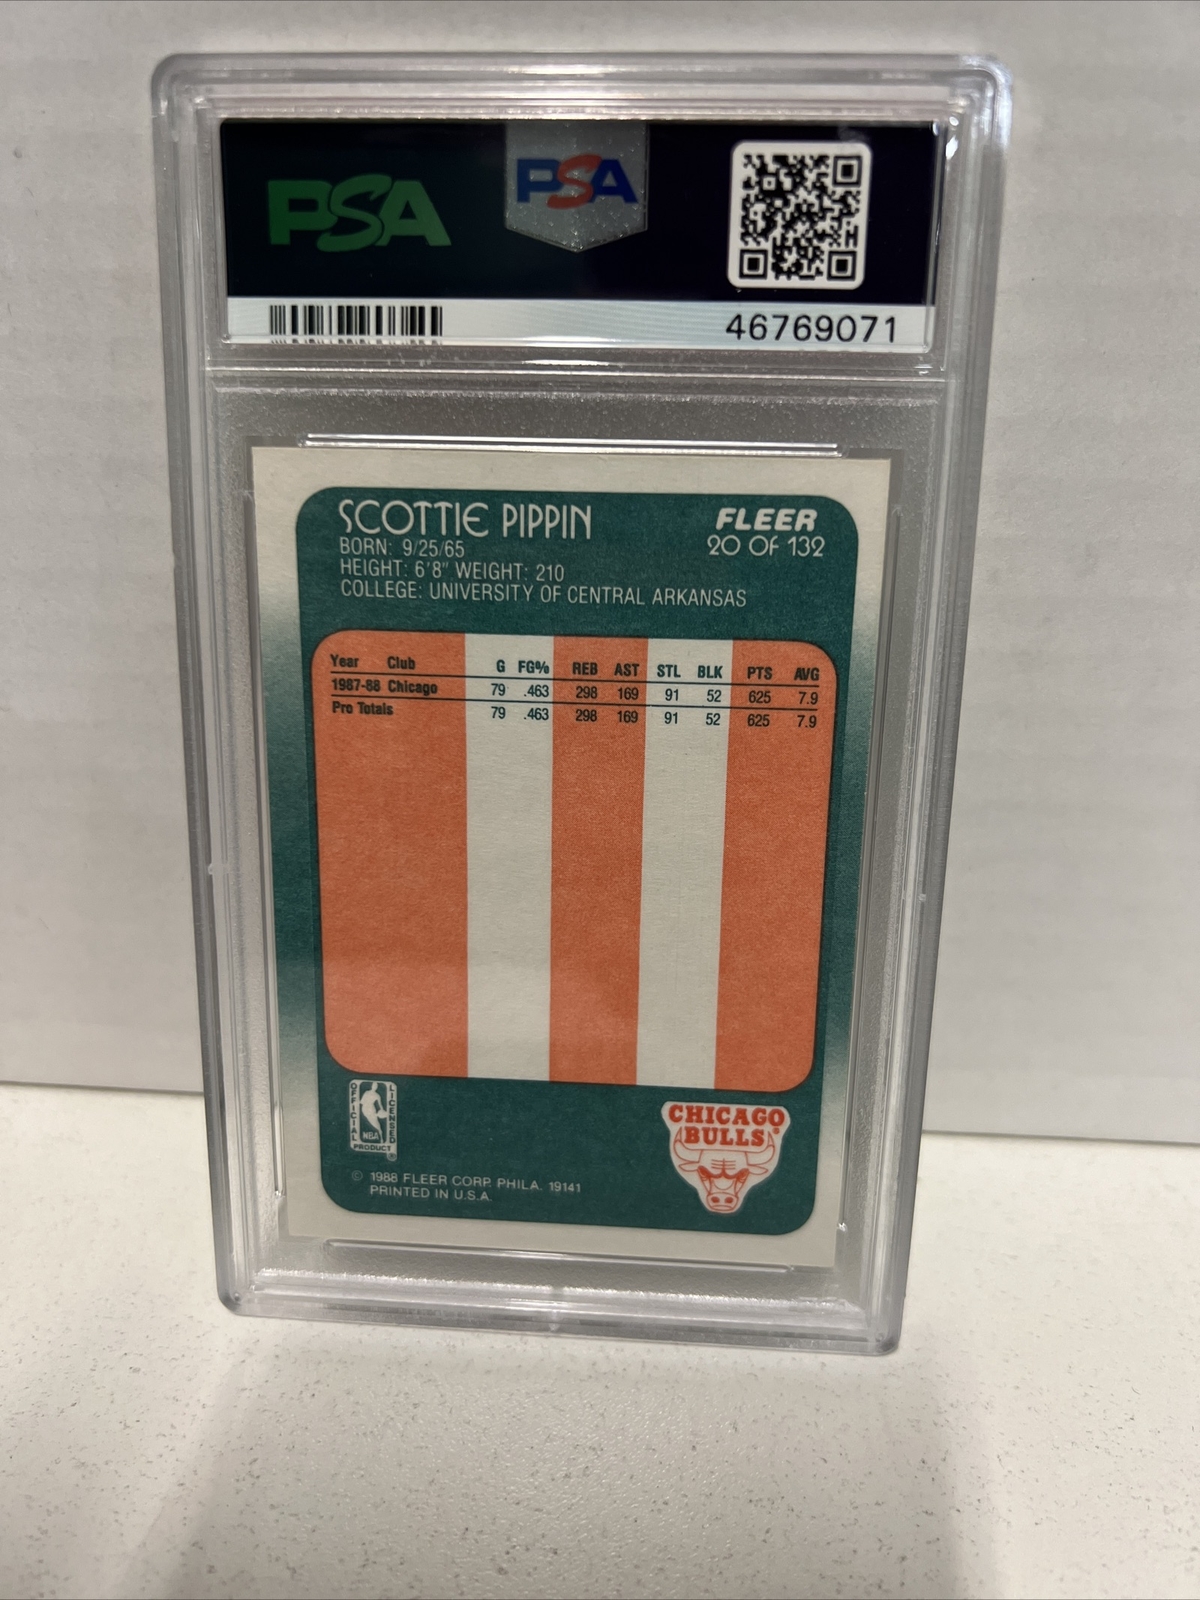 PSA PSA
46769071
SCOTTIE PIPPIN
FLEER
20 OF 132
BORN: 9/25/65
HEIGHT: 6'8" WEIGHT: 210
COLLEGE: UNIVERSITY OF CENTRAL ARKANSAS
Year Club G FG% REB AST STL BLK PTS AVG
1987-88 Chicago 79 .463 298 169 91 52 625 7.9
Pro Totals 79 .463 298 169 91 52 625 7.9
OFFICIAL LICENSED
NBA
PRODUCT ®
CHICAGO
BULLS®
© 1988 FLEER CORP. PHILA. 19141
PRINTED IN U.S.A.